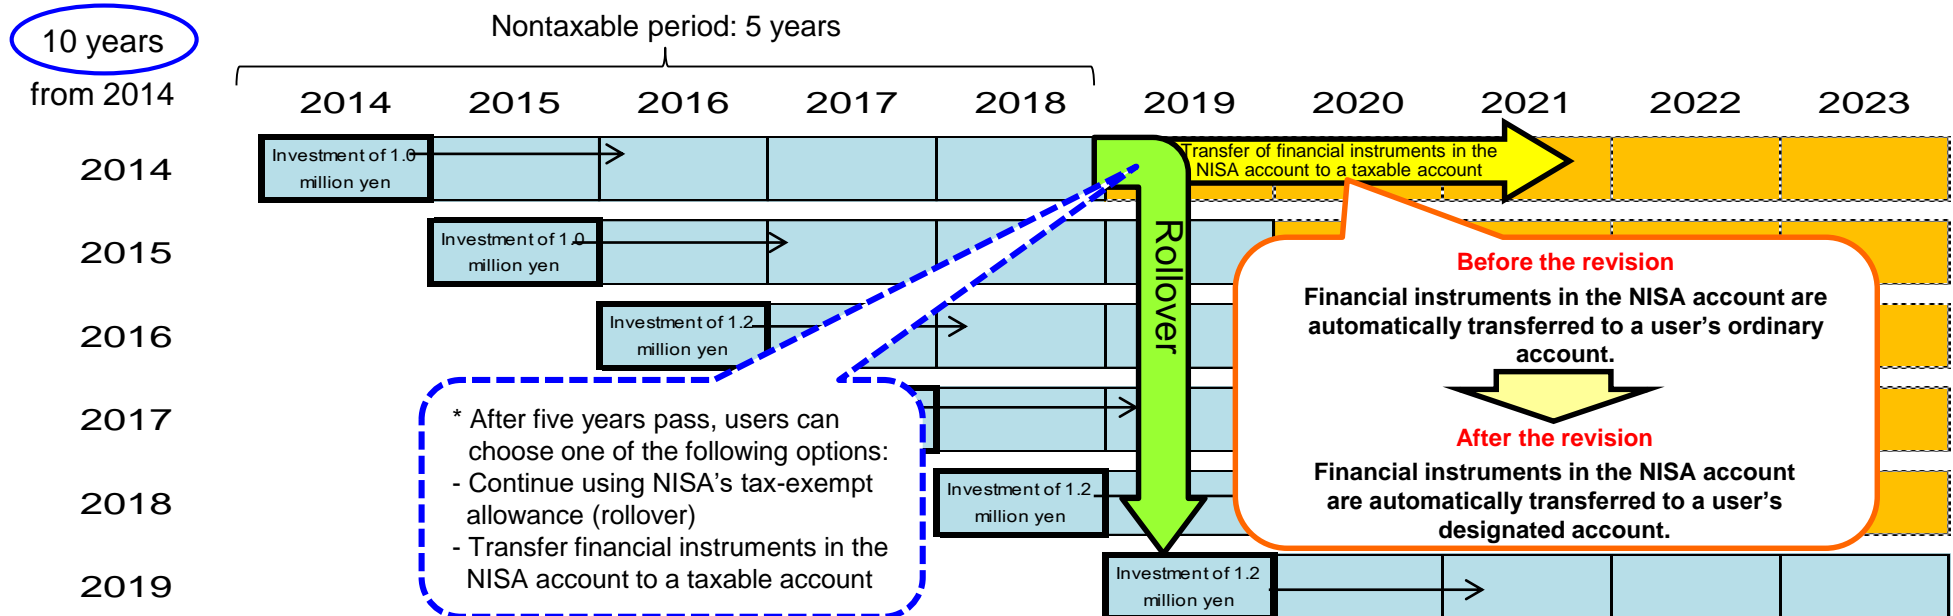 10 years
from 2014
Nontaxable period: 5 years
2014 2015 2016 2017 2018 2019 2020 2021 2022 2023
2014
Investment of 1.0
million yen
Transfer of financial instruments in the
NISA account to a taxable account
2015
Investment of 1.0
million yen
Rollover
2016
Investment of 1.2
million yen
2017
2018
Investment of 1.2
million yen
2019
Investment of 1.2
million yen
* After five years pass, users can
choose one of the following options:
- Continue using NISA's tax-exempt
allowance (rollover)
- Transfer financial instruments in the
NISA account to a taxable account
Before the revision
Financial instruments in the NISA account are
automatically transferred to a user's ordinary
account.
After the revision
Financial instruments in the NISA account
are automatically transferred to a user's
designated account.